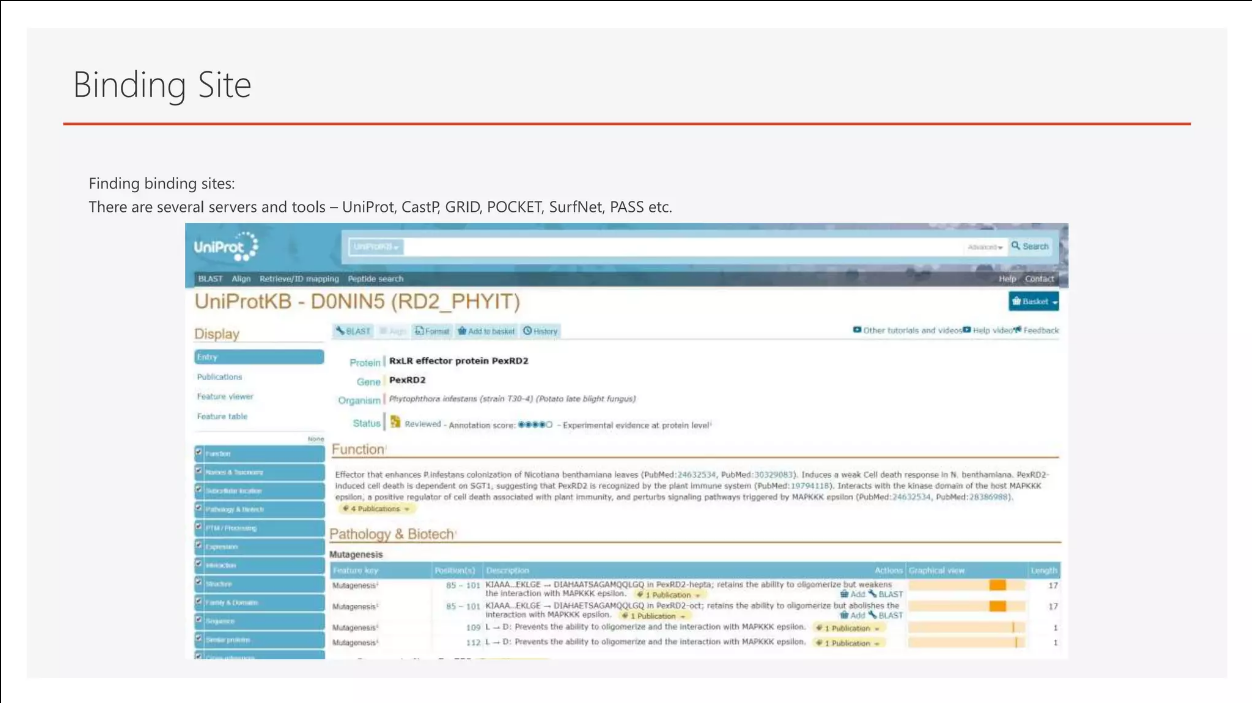 Binding Site
Finding binding sites:
There are several servers and tools – UniProt, CastP, GRID, POCKET, SurfNet, PASS etc.
UniProt
UniProtKB
Advanced
Search
BLAST Align Retrieve/ID mapping Peptide search
Help Contact
UniProtKB - D0NIN5 (RD2_PHYIT)
Basket
Display
BLAST Align Format Add to basket History
Other tutorials and videos Help video Feedback
Entry
Publications
Feature viewer
Feature table
None
Function
Names & Taxonomy
Subcellular location
Pathology & Biotech
PTM / Processing
Expression
Interaction
Structure
Family & Domains
Sequence
Similar proteins
Cross-references
Protein RxLR effector protein PexRD2
Gene PexRD2
Organism Phytophthora infestans (strain T30-4) (Potato late blight fungus)
Status Reviewed - Annotation score: - Experimental evidence at protein level
Function
Effector that enhances P.infestans colonization of Nicotiana benthamiana leaves (PubMed:24632534, PubMed:30329083). Induces a weak Cell death response in N. benthamiana. PexRD2-
induced cell death is dependent on SGT1, suggesting that PexRD2 is recognized by the plant immune system (PubMed:19794118). Interacts with the kinase domain of the host MAPKKK
epsilon, a positive regulator of cell death associated with plant immunity, and perturbs signaling pathways triggered by MAPKKK epsilon (PubMed:24632534, PubMed:28386988).
4 Publications
Pathology & Biotech
Mutagenesis
Feature key Position(s) Description Actions Graphical view Length
Mutagenesis 85 – 101 KIAAA...EKLGE → DIAHAATSAGAMQQLGQ in PexRD2-hepta; retains the ability to oligomerize but weakens 17
the interaction with MAPKKK epsilon. 1 Publication Add BLAST
Mutagenesis 85 – 101 KIAAA...EKLGE → DIAHAETSAGAMQQLGQ in PexRD2-oct; retains the ability to oligomerize but abolishes the 17
interaction with MAPKKK epsilon. 1 Publication Add BLAST
Mutagenesis 109 L → D: Prevents the ability to oligomerize and the interaction with MAPKKK epsilon. 1 Publication 1
Mutagenesis 112 L → D: Prevents the ability to oligomerize and the interaction with MAPKKK epsilon. 1 Publication 1